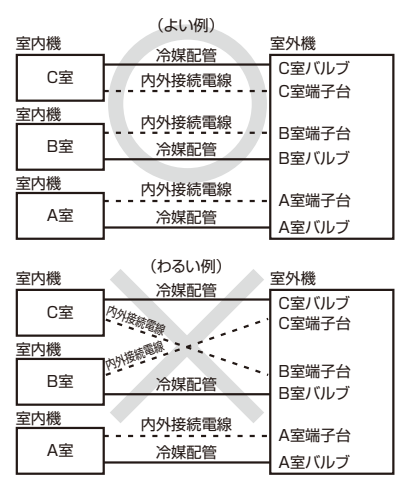 （よい例）
室内機
室外機
冷媒配管
C室
C室バルブ
内外接続電線
C室端子台
室内機
内外接続電線
B室端子台
B室
冷媒配管
B室バルブ
室内機
内外接続電線
A室端子台
A室
冷媒配管
A室バルブ
（わるい例）
室内機
室外機
冷媒配管
C室
C室バルブ
内外接続電線
C室端子台
室内機
内外接続電線
B室端子台
B室
冷媒配管
B室バルブ
室内機
内外接続電線
A室端子台
A室
冷媒配管
A室バルブ